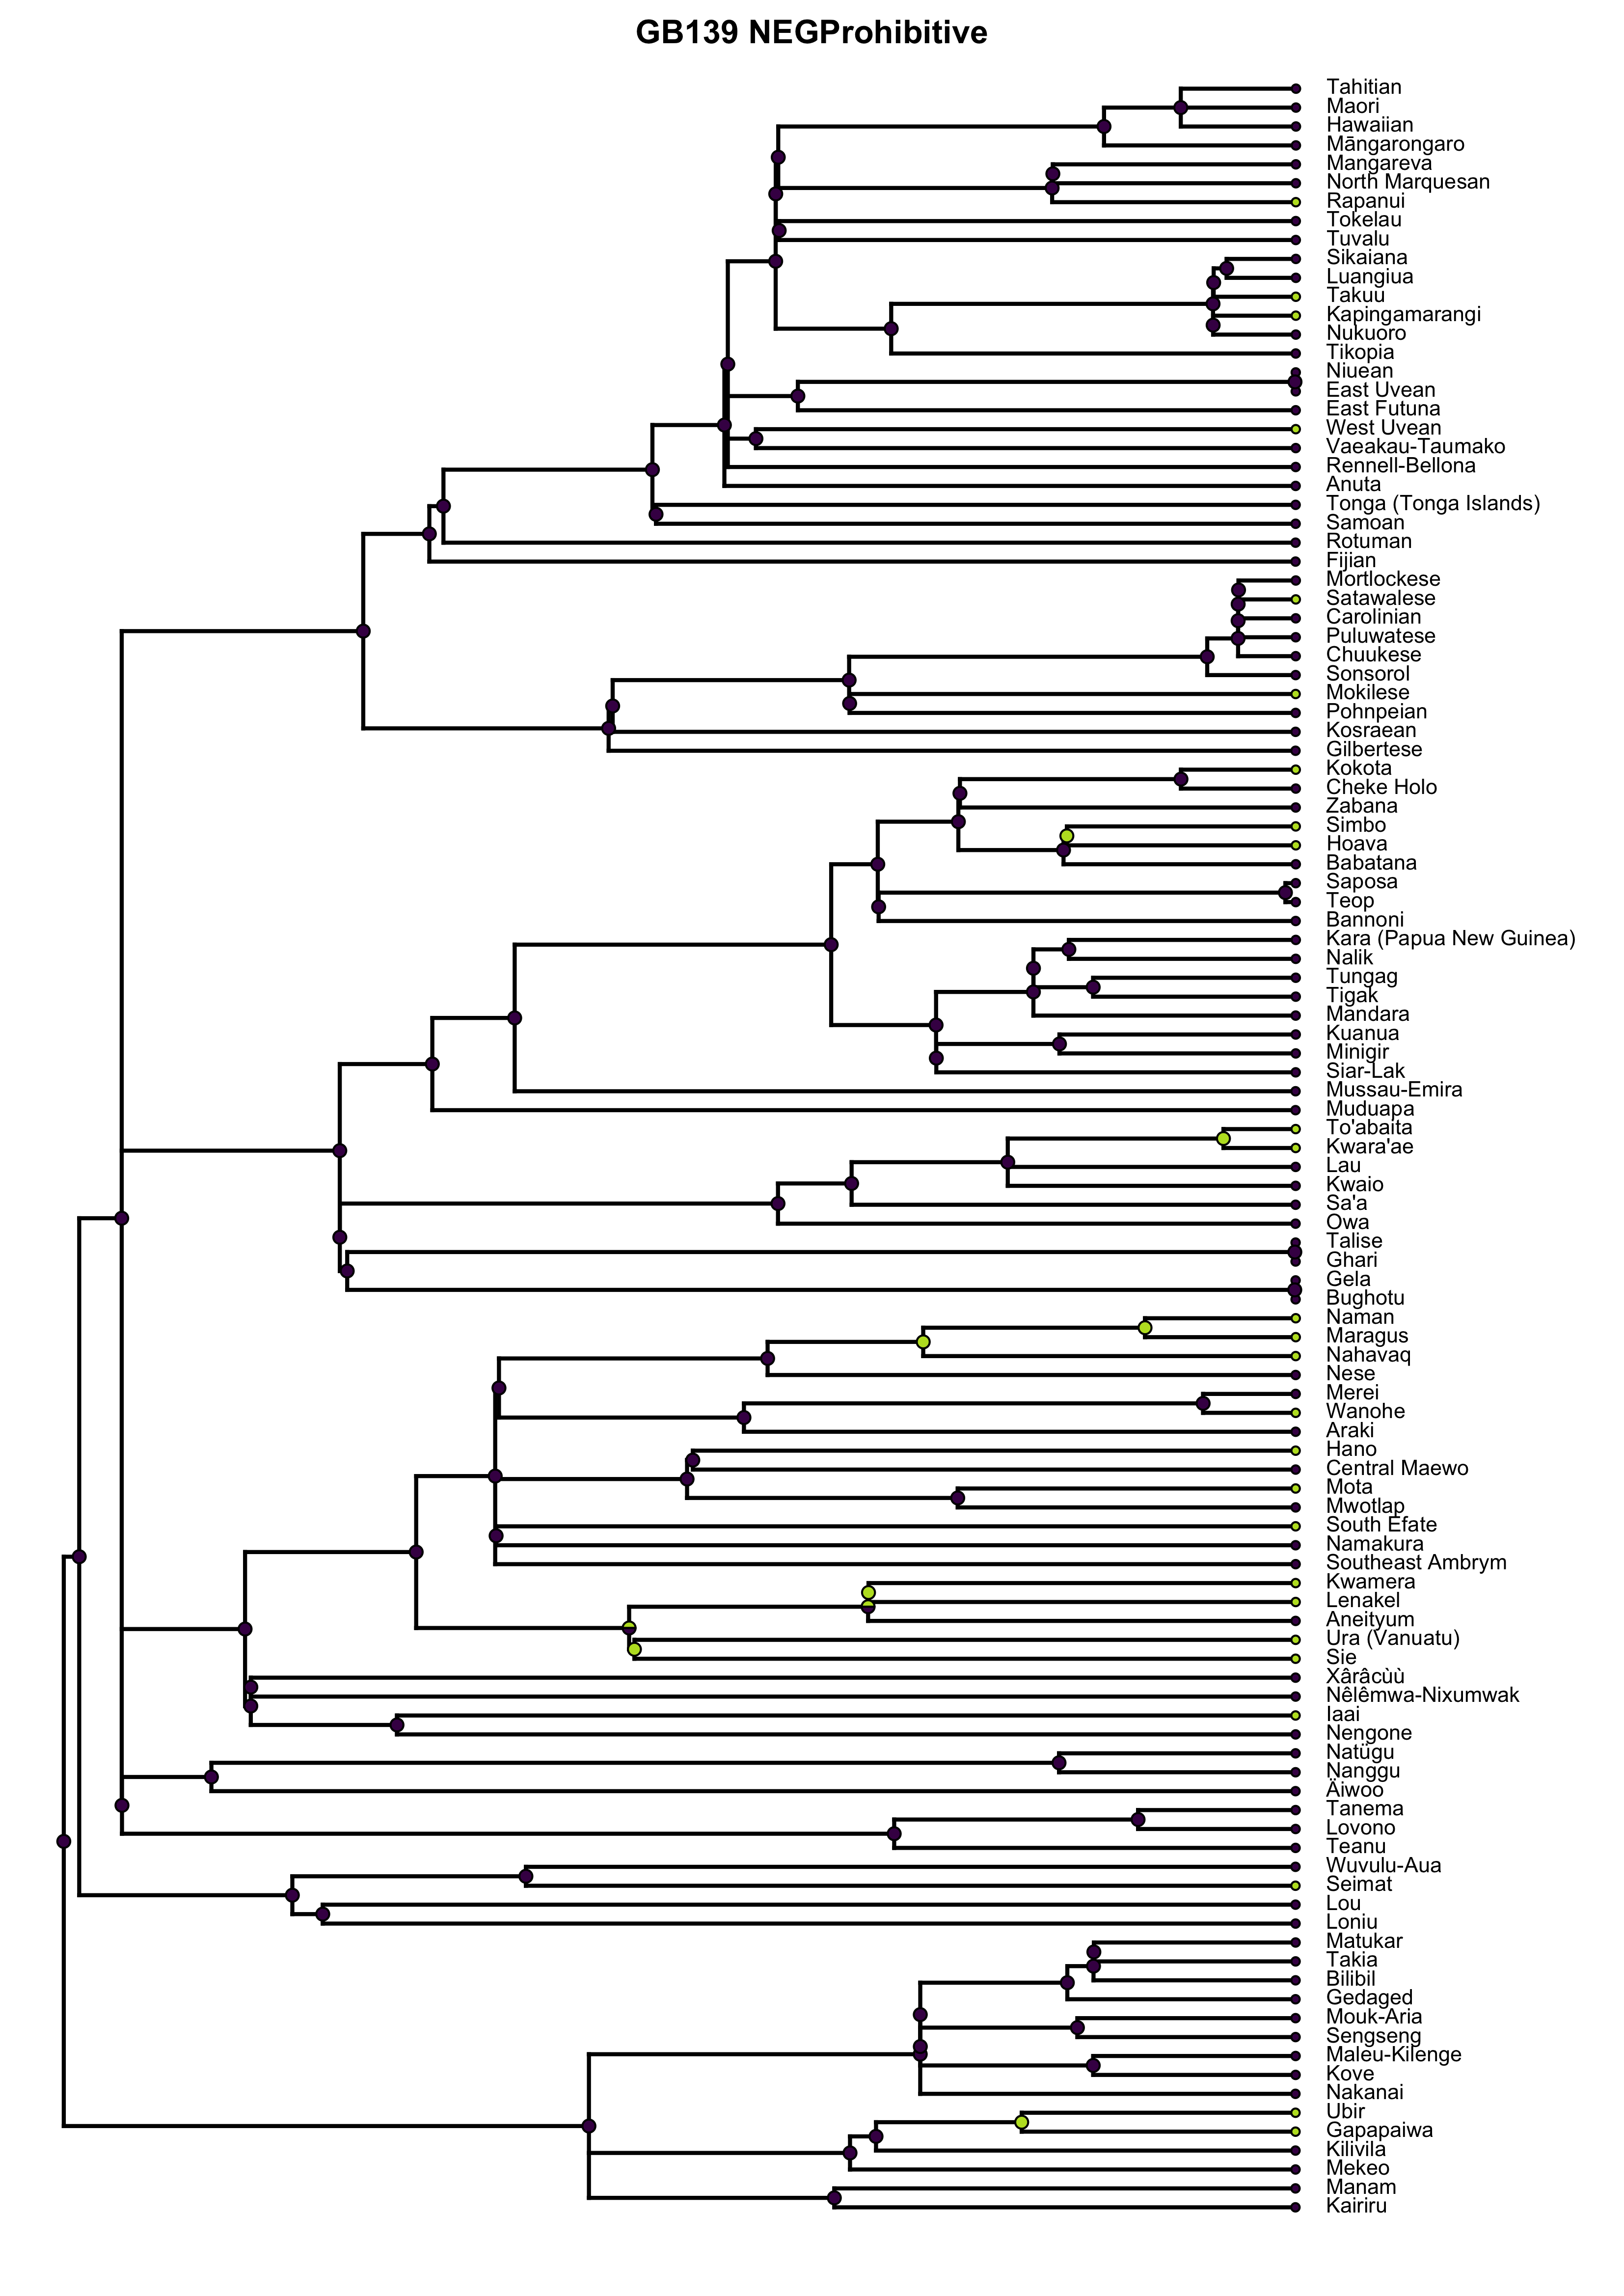 GB139 NEGProhibitive
Tahitian
Maori
Hawaiian
Māngarongaro
Mangareva
North Marquesan
Rapanui
Tokelau
Tuvalu
Sikaiana
Luangiua
Takuu
Kapingamarangi
Nukuoro
Tikopia
Niuean
East Uvean
East Futuna
West Uvean
Vaeakau-Taumako
Rennell-Bellona
Anuta
Tonga (Tonga Islands)
Samoan
Rotuman
Fijian
Mortlockese
Satawalese
Carolinian
Puluwatese
Chuukese
Sonsorol
Mokilese
Pohnpeian
Kosraean
Gilbertese
Kokota
Cheke Holo
Zabana
Simbo
Hoava
Babatana
Saposa
Teop
Bannoni
Kara (Papua New Guinea)
Nalik
Tungag
Tigak
Mandara
Kuanua
Minigir
Siar-Lak
Mussau-Emira
Muduapa
To'abaita
Kwara'ae
Lau
Kwaio
Sa'a
Owa
Talise
Ghari
Gela
Bughotu
Naman
Maragus
Nahavaq
Nese
Merei
Wanohe
Araki
Hano
Central Maewo
Mota
Mwotlap
South Efate
Namakura
Southeast Ambrym
Kwamera
Lenakel
Aneityum
Ura (Vanuatu)
Sie
Xârâcùù
Nêlêmwa-Nixumwak
Iaai
Nengone
Natügu
Nanggu
Äiwoo
Tanema
Lovono
Teanu
Wuvulu-Aua
Seimat
Lou
Loniu
Matukar
Takia
Bilibil
Gedaged
Mouk-Aria
Sengseng
Maleu-Kilenge
Kove
Nakanai
Ubir
Gapapaiwa
Kilivila
Mekeo
Manam
Kairiru